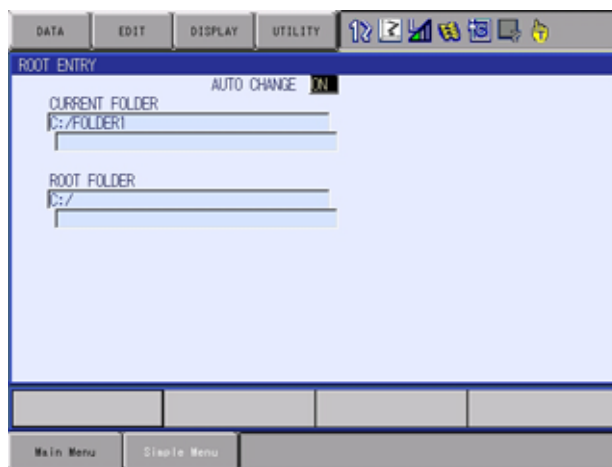 DATA EDIT DISPLAY UTILITY
ROOT ENTRY
AUTO CHANGE ON
CURRENT FOLDER
C:/FOLDER1
ROOT FOLDER
C:/
Main Menu Simple Menu